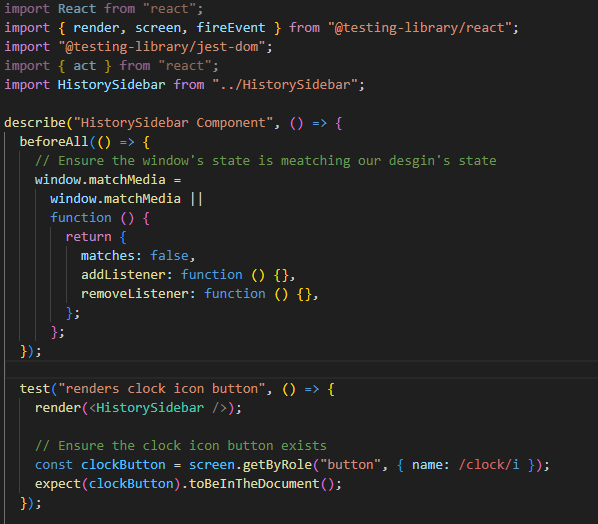 import React from "react";
import { render, screen, fireEvent } from "@testing-library/react";
import "@testing-library/jest-dom";
import { act } from "react";
import HistorySidebar from "../HistorySidebar";
describe("HistorySidebar Component", () => {
beforeAll(() => {
// Ensure the window's state is meatching our desgin's state
window.matchMedia =
window.matchMedia ||
function () {
return {
matches: false,
addListener: function () {},
removeListener: function () {},
};
};
});
test("renders clock icon button", () => {
render(<HistorySidebar />);
// Ensure the clock icon button exists
const clockButton = screen.getByRole("button", { name: /clock/i });
expect(clockButton).toBeInTheDocument();
});